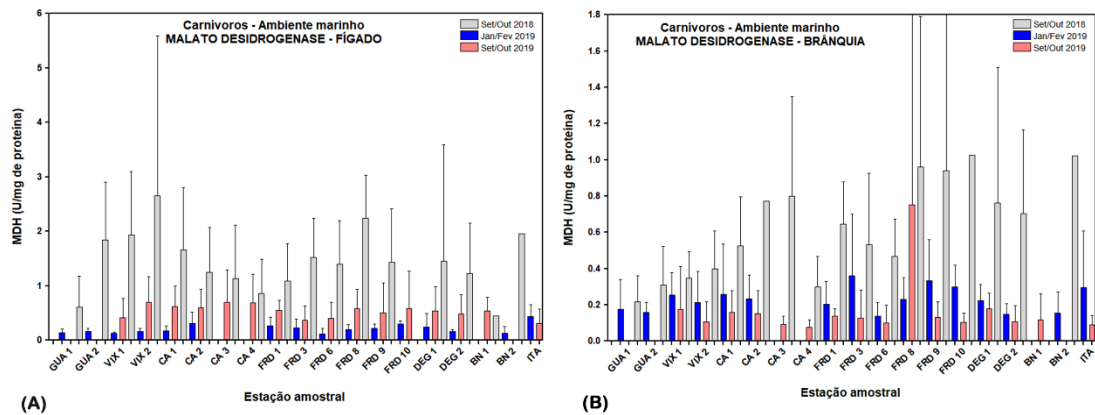 Carnívoros - Ambiente marinho
MALATO DESIDROGENASE - FÍGADO
Set/Out 2018
Jan/Fev 2019
Set/Out 2019
MDH (U/mg de proteína)
6
5
4
3
2
1
0
GUA 1
GUA 2
VIX 1
VIX 2
CA 1
CA 2
CA 3
CA 4
FRD 1
FRD 3
FRD 6
FRD 8
FRD 9
FRD 10
DEG 1
DEG 2
BN 1
BN 2
ITA
Estação amostral
(A)
Carnívoros - Ambiente marinho
MALATO DESIDROGENASE - BRÂNQUIA
Set/Out 2018
Jan/Fev 2019
Set/Out 2019
MDH (U/mg de proteína)
1.8
1.6
1.4
1.2
1.0
0.8
0.6
0.4
0.2
0.0
GUA 1
GUA 2
VIX 1
VIX 2
CA 1
CA 2
CA 3
CA 4
FRD 1
FRD 3
FRD 6
FRD 8
FRD 9
FRD 10
DEG 1
DEG 2
BN 1
BN 2
ITA
Estação amostral
(B)